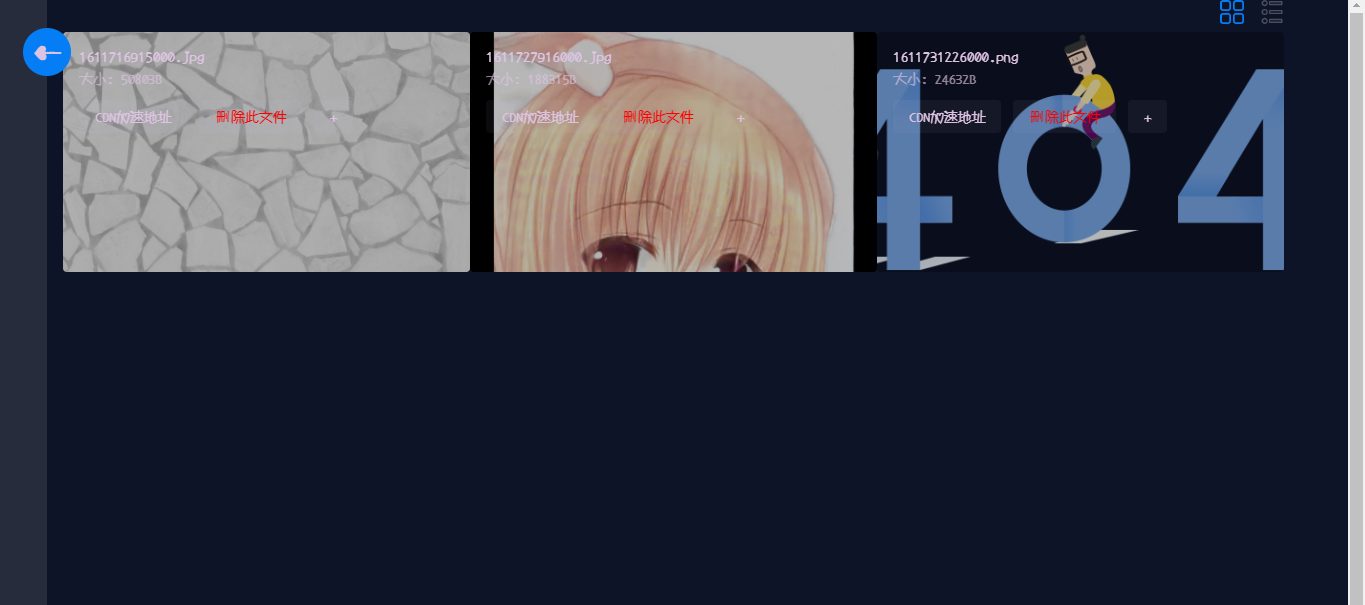 1611716915000.jpg
大小: 50803B
CDN加速地址 删除此文件 +
1611727916000.jpg
大小: 188315B
CDN加速地址 删除此文件 +
1611731226000.png
大小: 24632B
CDN加速地址 删除此文件 +
404